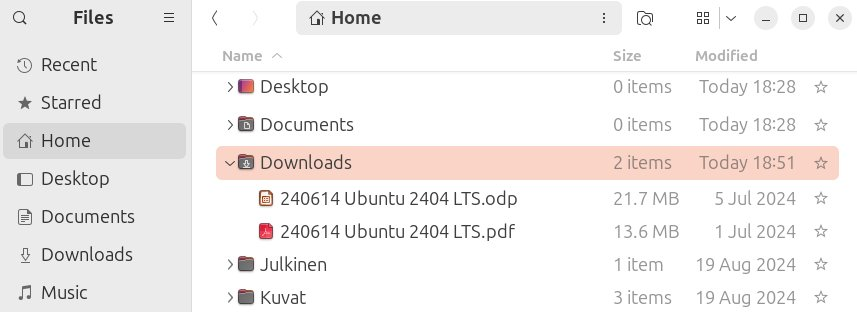 Files
Home
Name Size Modified
Recent
Starred
Home
Desktop
Documents
Downloads
Music
Desktop 0 items Today 18:28
Documents 0 items Today 18:28
Downloads 2 items Today 18:51
240614 Ubuntu 2404 LTS.odp 21.7 MB 5 Jul 2024
240614 Ubuntu 2404 LTS.pdf 13.6 MB 1 Jul 2024
Julkinen 1 item 19 Aug 2024
Kuvat 3 items 19 Aug 2024